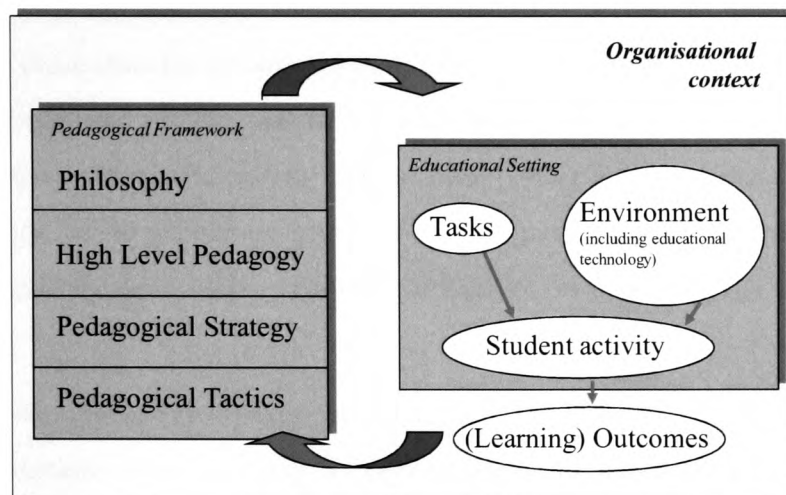 Organisational
context
Pedagogical Framework
Philosophy
High Level Pedagogy
Pedagogical Strategy
Pedagogical Tactics
Educational Setting
Tasks
Environment
(including educational
technology)
Student activity
(Learning) Outcomes